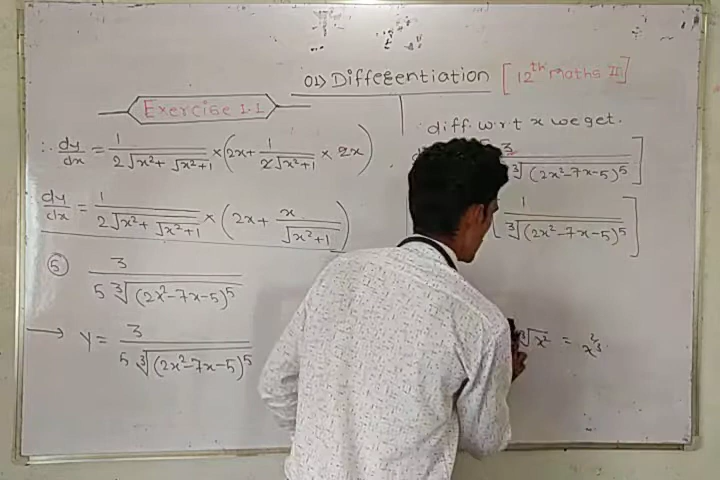 01) Differentiation [12th maths II]
Exercise 1.1
∴ dy/dx = 1/(2√(x²+√(x²+1))) × (2x + 1/(2√(x²+1)) × 2x)
dy/dx = 1/(2√(x²+√(x²+1))) × (2x + x/√(x²+1))
⑤ 3/(5 ∛((2x²-7x-5)⁵))
→ y = 3/(5 ∛((2x²-7x-5)⁵))
diff. w.r.t x we get.
3/∛((2x²-7x-5)⁵) ]
[ 1/∛((2x²-7x-5)⁵) ]
∛(x²) = x^(2/3)